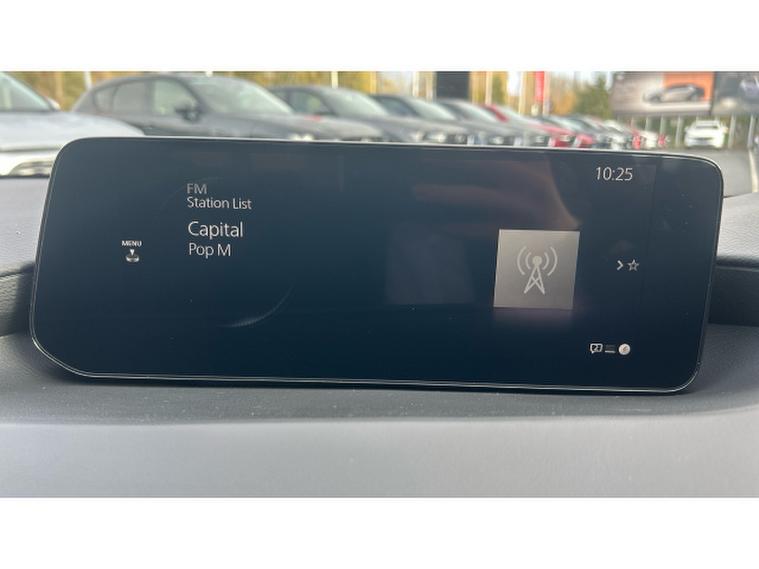 10:25
FM
Station List
Capital
Pop M
MENU